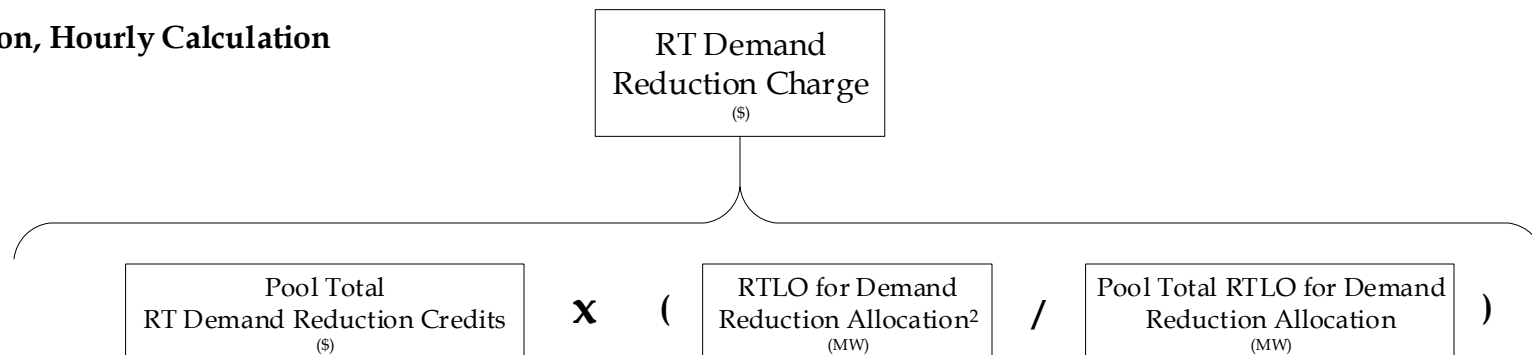 on, Hourly Calculation
RT Demand
Reduction Charge
($)
Pool Total
RT Demand Reduction Credits
($)
x
(
RTLO for Demand
Reduction Allocation²
(MW)
/
Pool Total RTLO for Demand
Reduction Allocation
(MW)
)